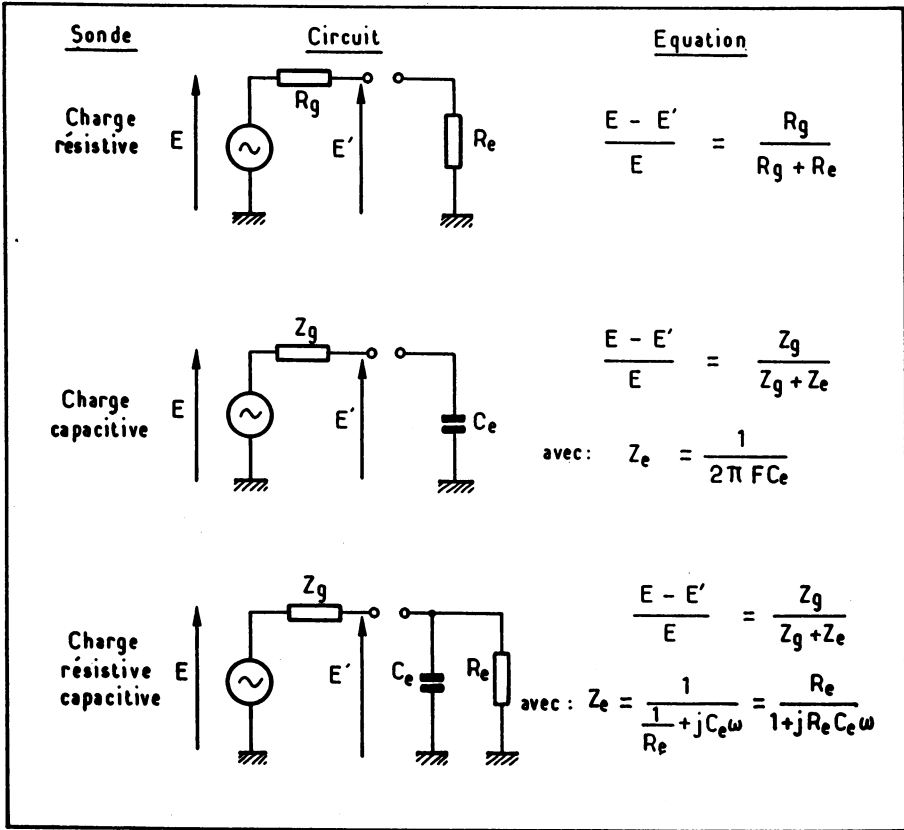 Sonde Circuit Equation
Charge
résistive
E
Rg
E'
Re
E - E' / E = Rg / Rg + Re
Charge
capacitive
E
Zg
E'
Ce
E - E' / E = Zg / Zg + Ze
avec: Ze = 1 / 2π FCe
Charge
résistive
capacitive
E
Zg
E'
Ce
Re
E - E' / E = Zg / Zg + Ze
avec : Ze = 1 / 1/Re + jCeω = Re / 1+jReCeω